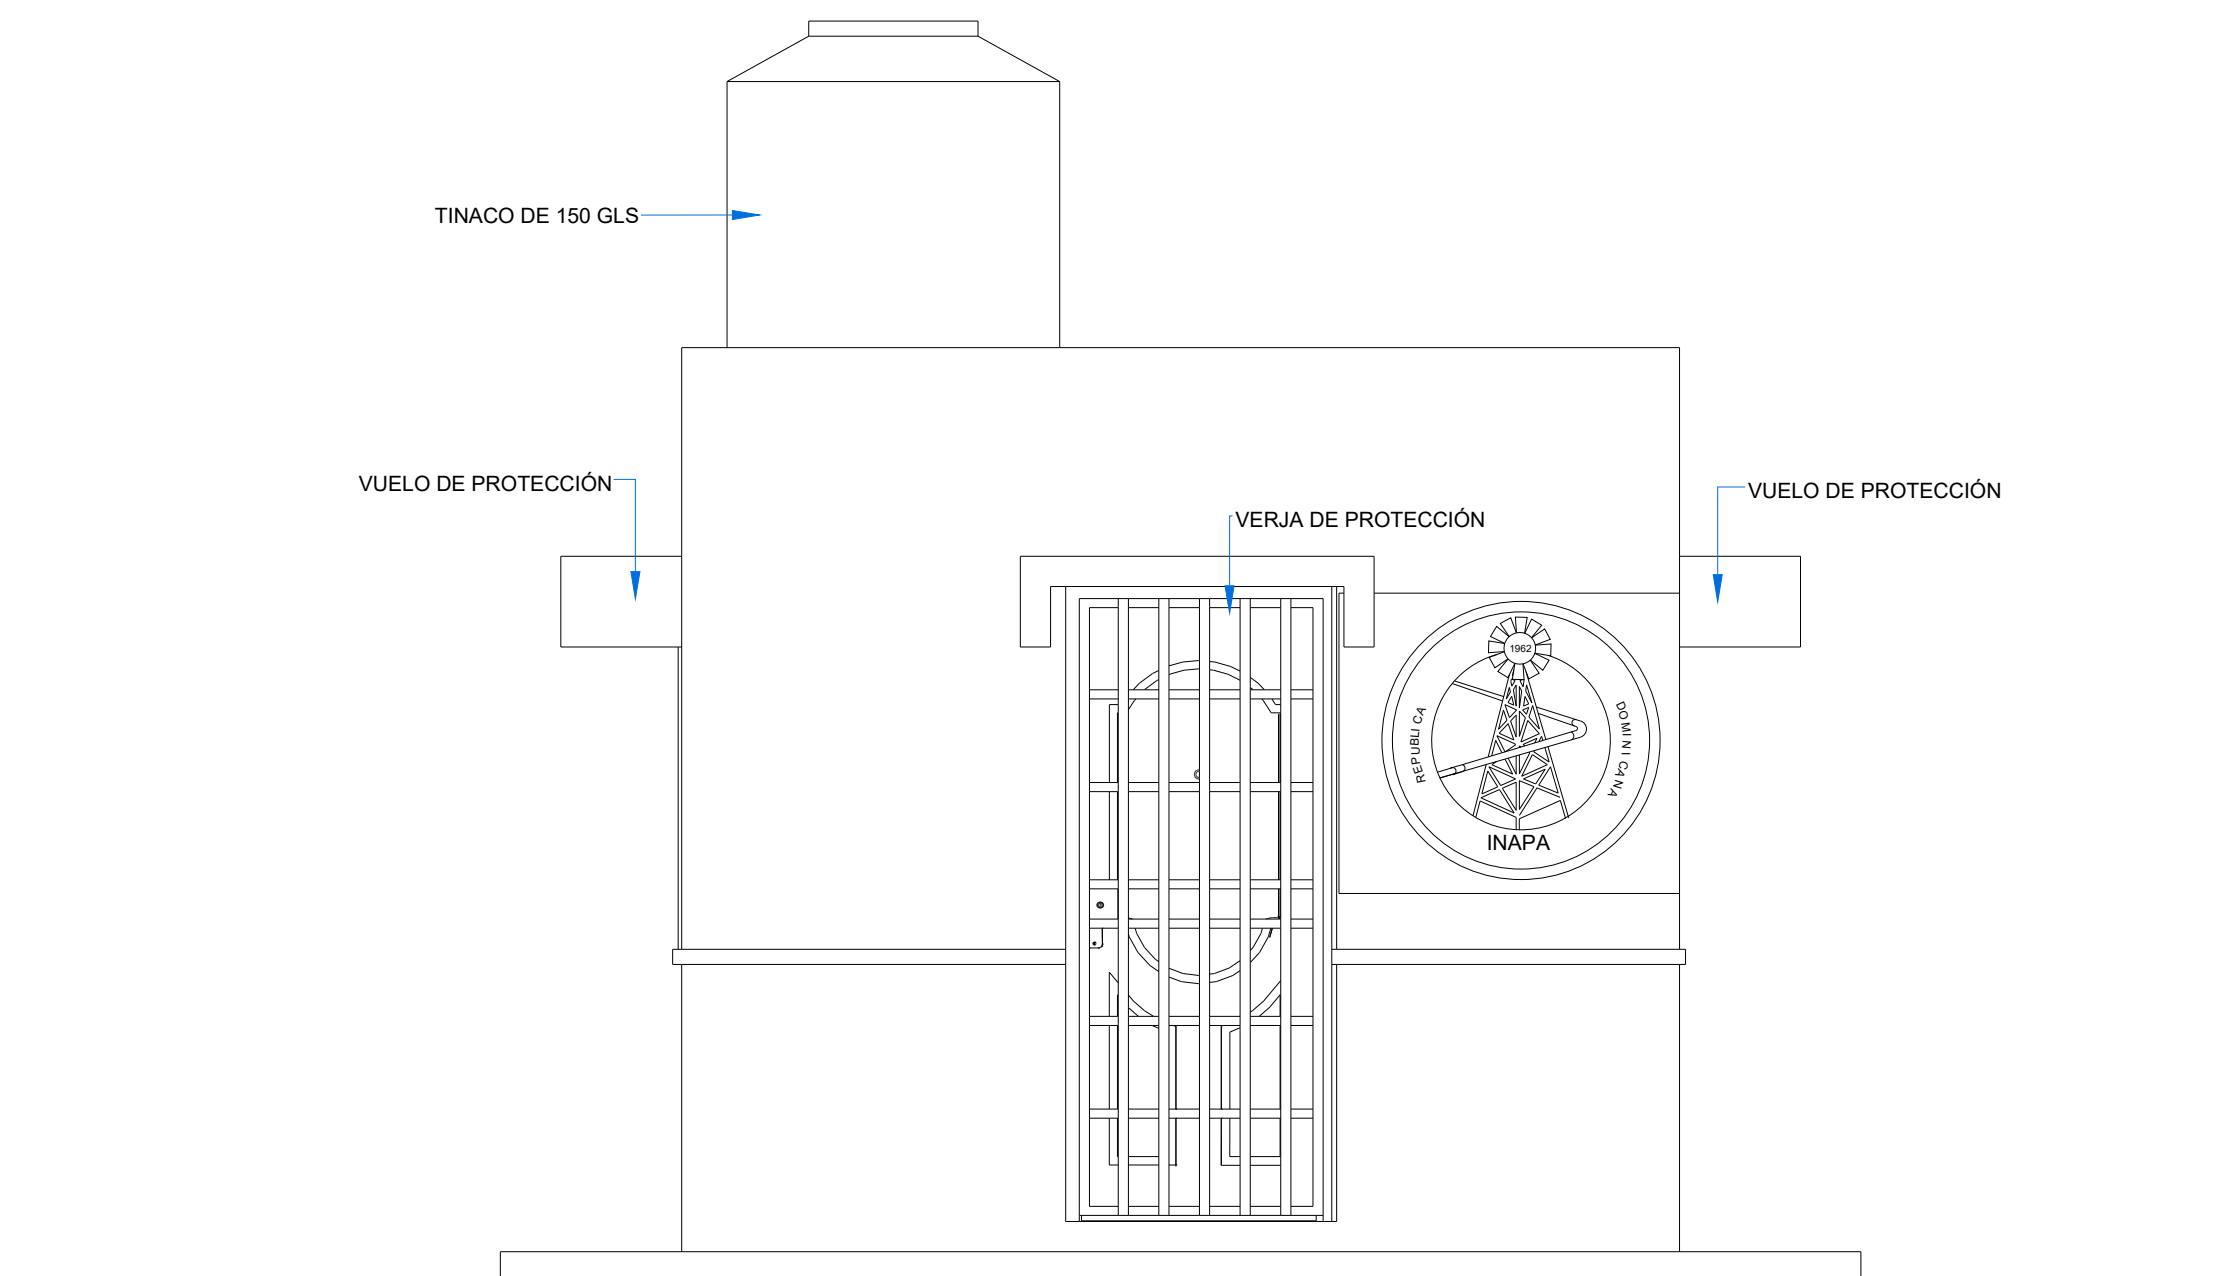 TINACO DE 150 GLS
VUELO DE PROTECCIÓN
VUELO DE PROTECCIÓN
VERJA DE PROTECCIÓN
1962
REPUBLICA
DOMINICANA
INAPA